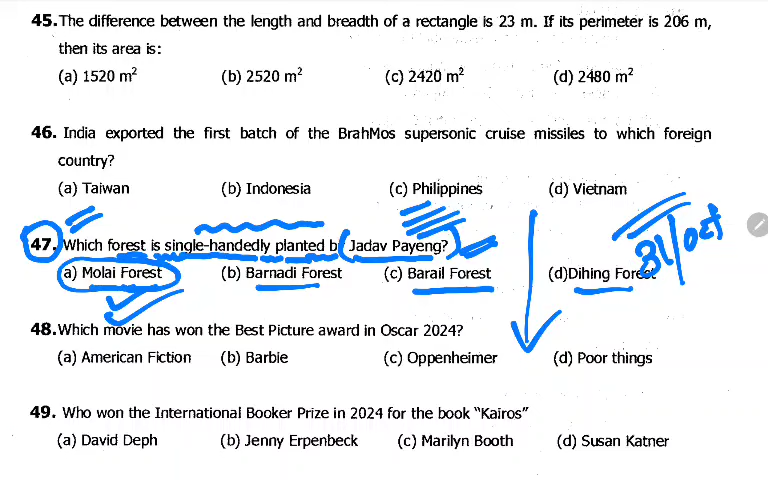 45.The difference between the length and breadth of a rectangle is 23 m. If its perimeter is 206 m,
then its area is:
(a) 1520 m² (b) 2520 m² (c) 2420 m² (d) 2480 m²
46. India exported the first batch of the BrahMos supersonic cruise missiles to which foreign
country?
(a) Taiwan (b) Indonesia (c) Philippines (d) Vietnam
47. Which forest is single-handedly planted by Jadav Payeng?
a) Molai Forest (b) Barnadi Forest (c) Barail Forest (d)Dihing Forest
31/oct
48.Which movie has won the Best Picture award in Oscar 2024?
(a) American Fiction (b) Barbie (c) Oppenheimer (d) Poor things
49. Who won the International Booker Prize in 2024 for the book "Kairos"
(a) David Deph (b) Jenny Erpenbeck (c) Marilyn Booth (d) Susan Katner